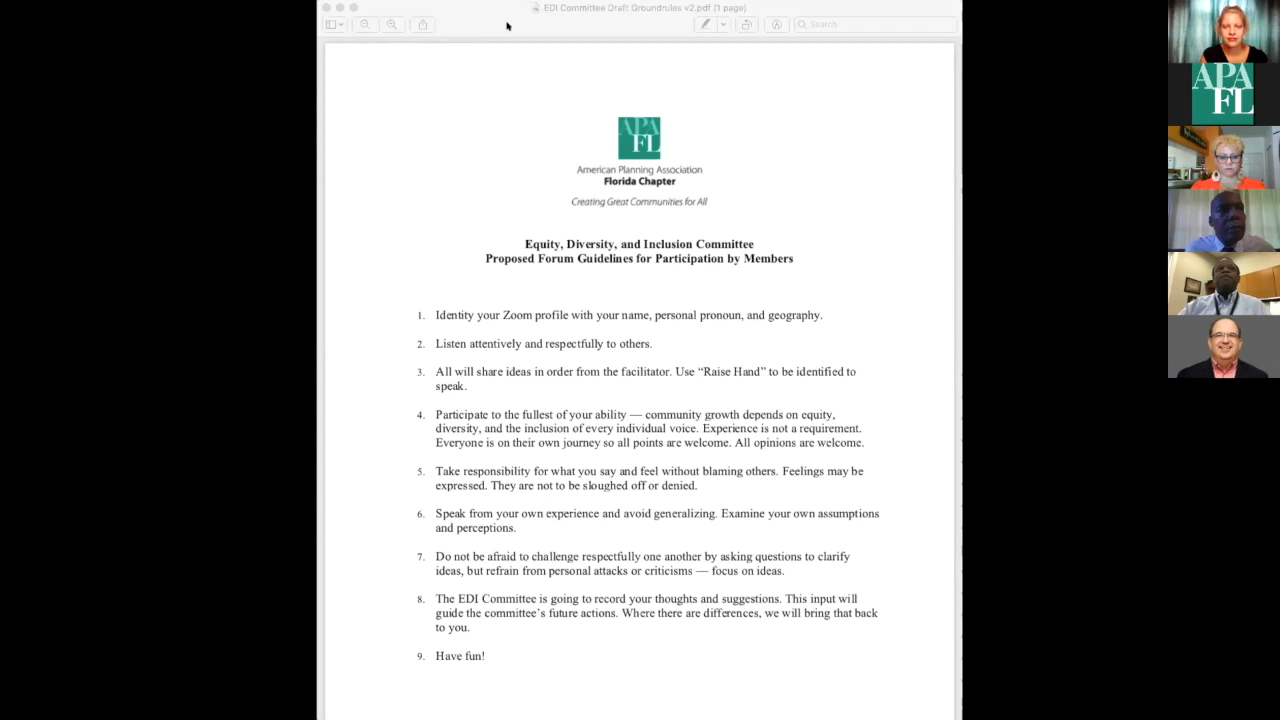 EDI Committee Draft Groundrules v2.pdf (1 page)
Search
APA
FL
American Planning Association
Florida Chapter
Creating Great Communities for All
Equity, Diversity, and Inclusion Committee
Proposed Forum Guidelines for Participation by Members
1. Identity your Zoom profile with your name, personal pronoun, and geography.
2. Listen attentively and respectfully to others.
3. All will share ideas in order from the facilitator. Use “Raise Hand” to be identified to
speak.
4. Participate to the fullest of your ability — community growth depends on equity,
diversity, and the inclusion of every individual voice. Experience is not a requirement.
Everyone is on their own journey so all points are welcome. All opinions are welcome.
5. Take responsibility for what you say and feel without blaming others. Feelings may be
expressed. They are not to be sloughed off or denied.
6. Speak from your own experience and avoid generalizing. Examine your own assumptions
and perceptions.
7. Do not be afraid to challenge respectfully one another by asking questions to clarify
ideas, but refrain from personal attacks or criticisms — focus on ideas.
8. The EDI Committee is going to record your thoughts and suggestions. This input will
guide the committee’s future actions. Where there are differences, we will bring that back
to you.
9. Have fun!
APA
FL